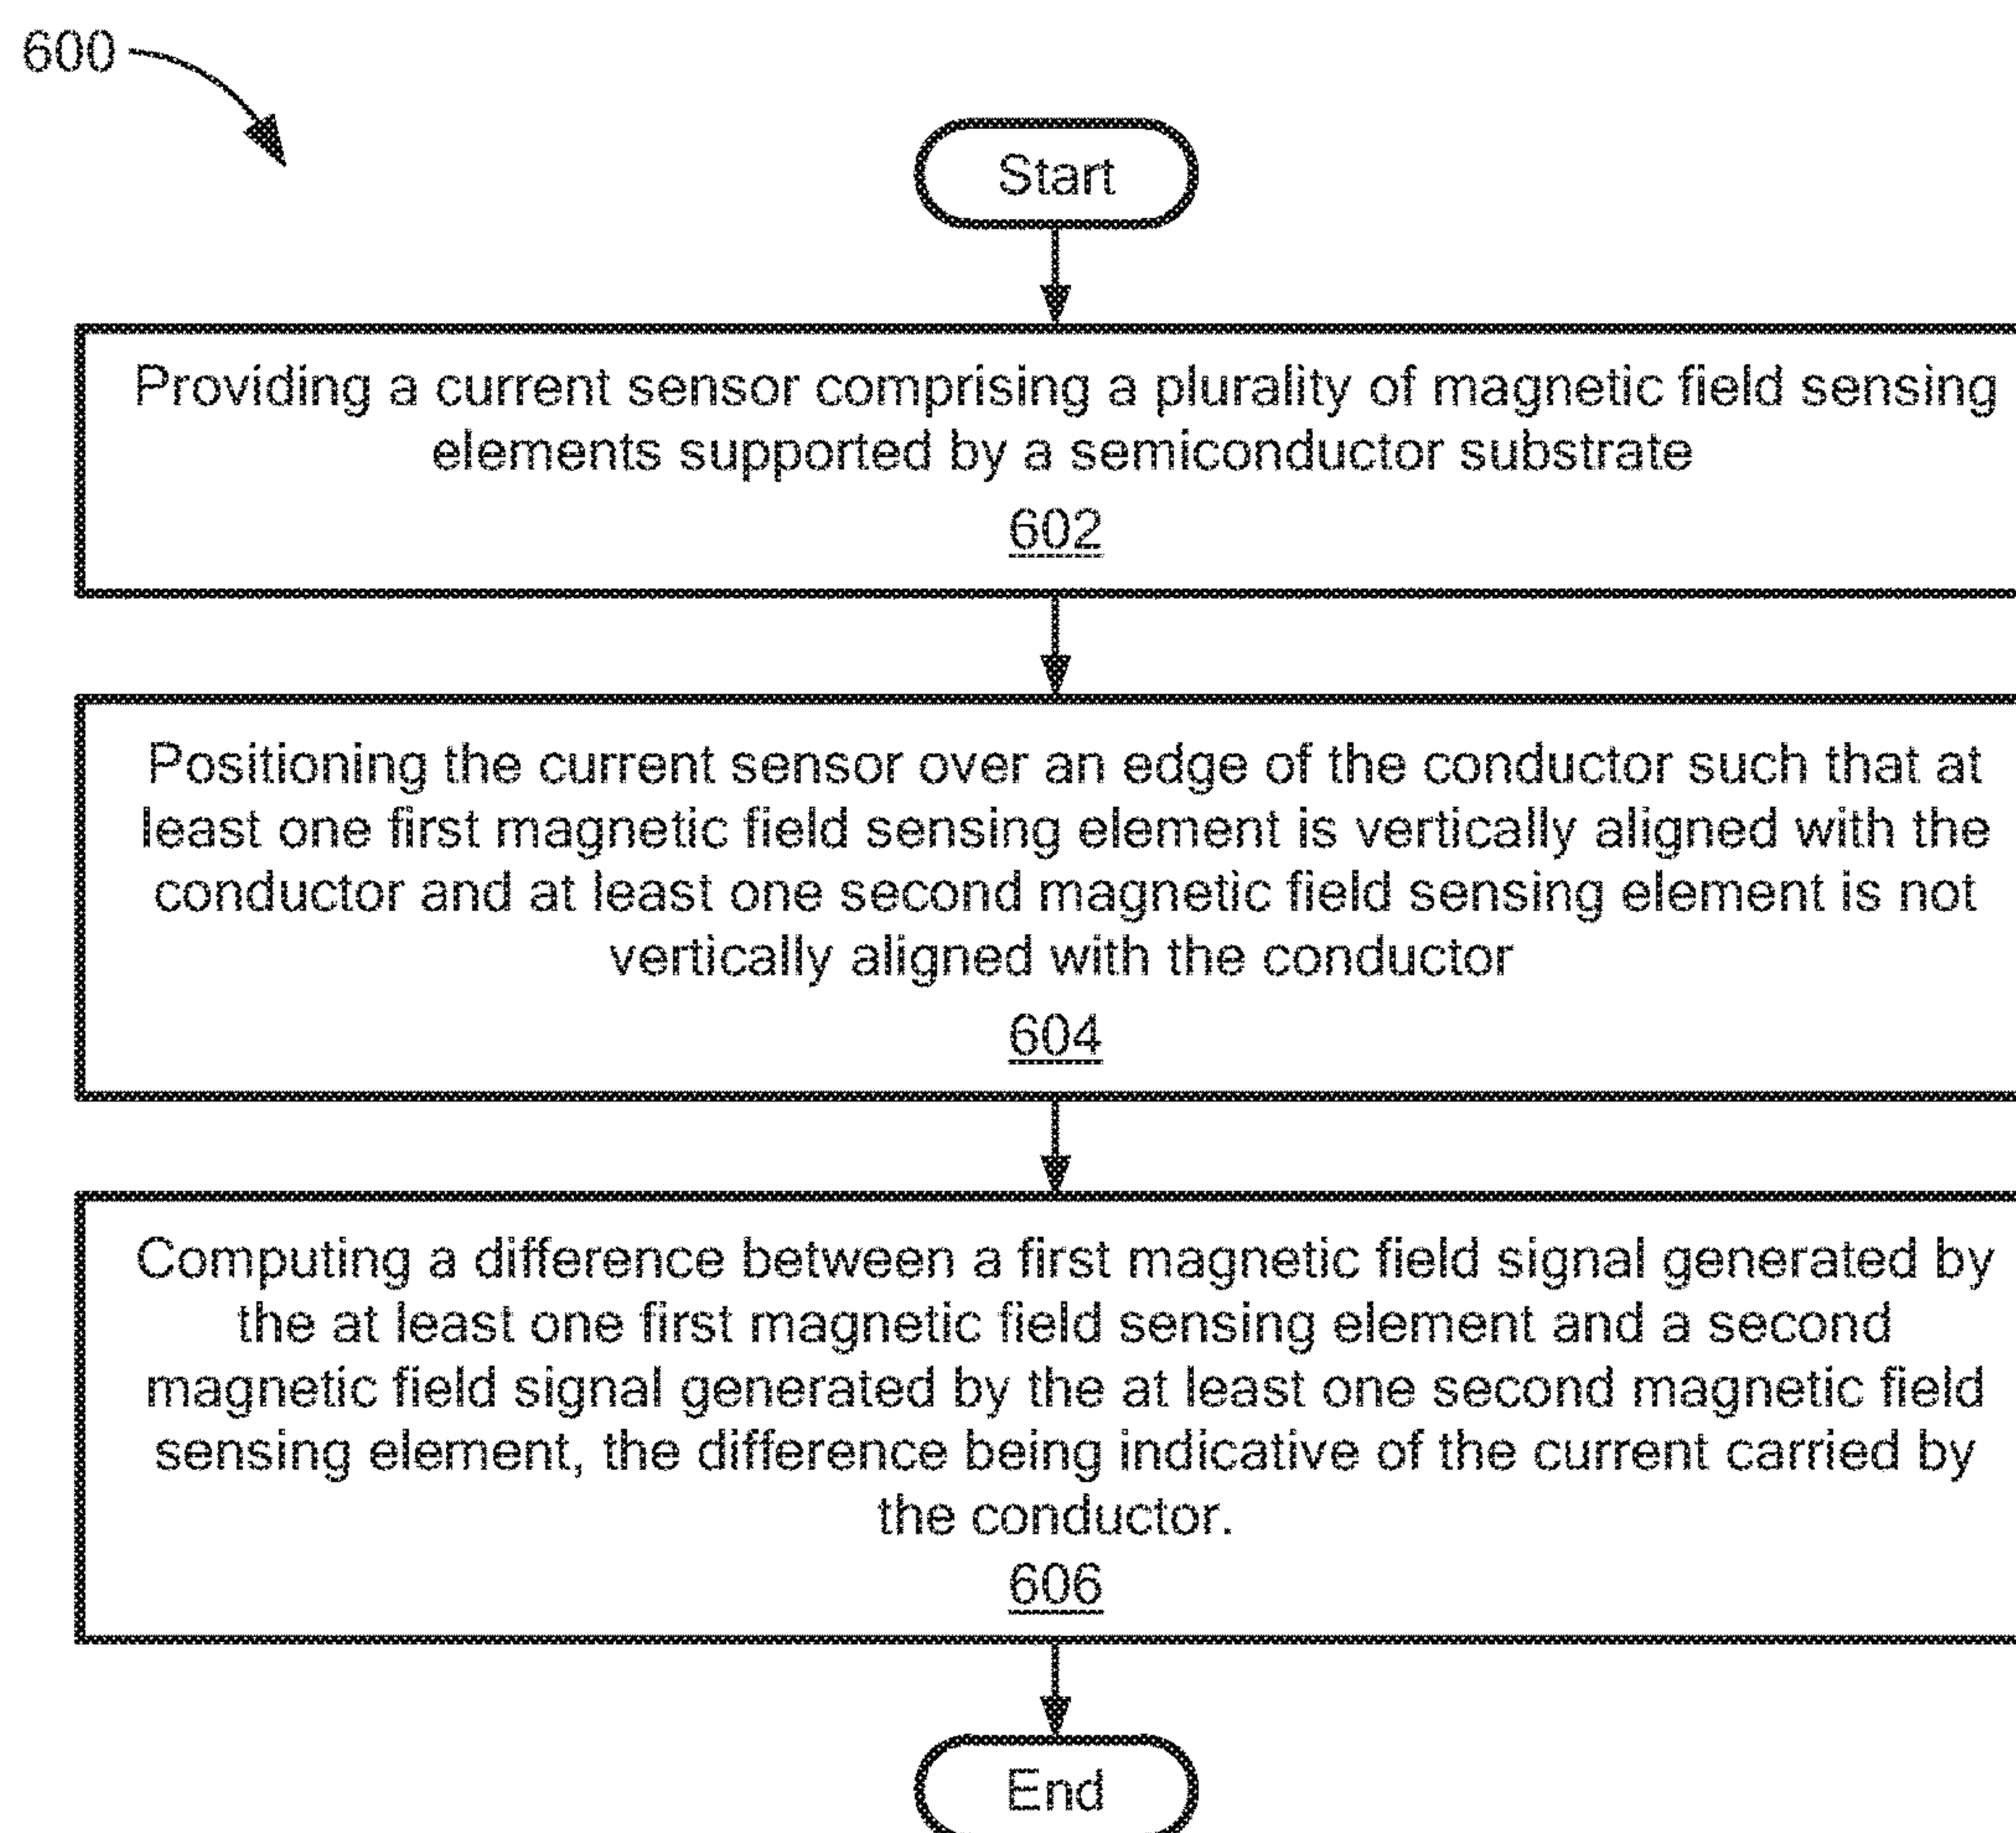 600
Start
Providing a current sensor comprising a plurality of magnetic field sensing
elements supported by a semiconductor substrate
602
Positioning the current sensor over an edge of the conductor such that at
least one first magnetic field sensing element is vertically aligned with the
conductor and at least one second magnetic field sensing element is not
vertically aligned with the conductor
604
Computing a difference between a first magnetic field signal generated by
the at least one first magnetic field sensing element and a second
magnetic field signal generated by the at least one second magnetic field
sensing element, the difference being indicative of the current carried by
the conductor.
606
End